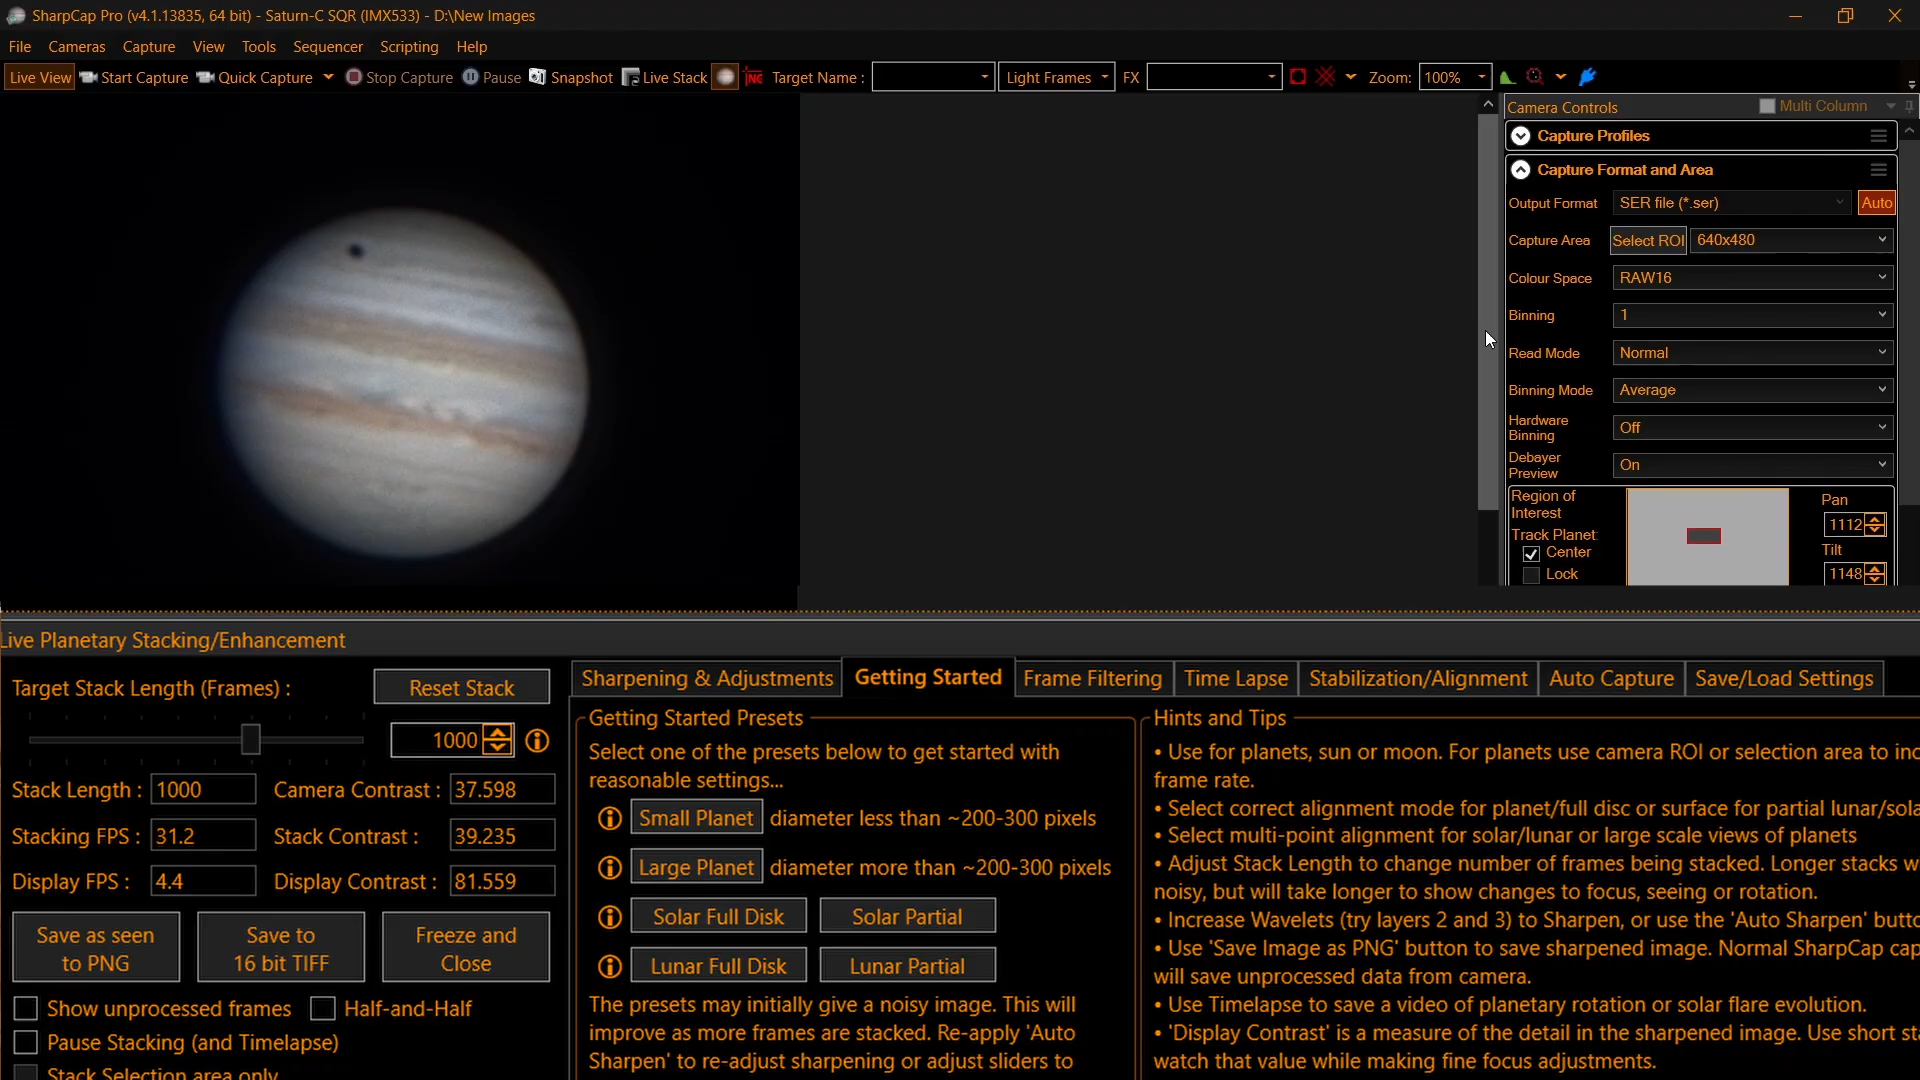 SharpCap Pro (v4.1.13835, 64 bit) - Saturn-C SQR (IMX533) - D:\New Images
File Cameras Capture View Tools Sequencer Scripting Help
Live View Start Capture Quick Capture Stop Capture Pause Snapshot Live Stack Target Name : Light Frames FX Zoom: 100%
Camera Controls Multi Column
Capture Profiles
Capture Format and Area
Output Format SER file (*.ser) Auto
Capture Area Select ROI 640x480
Colour Space RAW16
Binning 1
Read Mode Normal
Binning Mode Average
Hardware
Binning Off
Debayer
Preview On
Region of
Interest
Pan
1112
Track Planet:
Center
Tilt
Lock
1148
Live Planetary Stacking/Enhancement
Target Stack Length (Frames) : Reset Stack
1000
Stack Length : 1000 Camera Contrast : 37.598
Stacking FPS : 31.2 Stack Contrast : 39.235
Display FPS : 4.4 Display Contrast : 81.559
Save as seen
to PNG
Save to
16 bit TIFF
Freeze and
Close
Show unprocessed frames Half-and-Half
Pause Stacking (and Timelapse)
Stack Selection area only
Sharpening & Adjustments Getting Started Frame Filtering Time Lapse Stabilization/Alignment Auto Capture Save/Load Settings
Getting Started Presets
Select one of the presets below to get started with
reasonable settings...
Small Planet diameter less than ~200-300 pixels
Large Planet diameter more than ~200-300 pixels
Solar Full Disk Solar Partial
Lunar Full Disk Lunar Partial
The presets may initially give a noisy image. This will
improve as more frames are stacked. Re-apply 'Auto
Sharpen' to re-adjust sharpening or adjust sliders to
Hints and Tips
• Use for planets, sun or moon. For planets use camera ROI or selection area to inc
frame rate.
• Select correct alignment mode for planet/full disc or surface for partial lunar/sola
• Select multi-point alignment for solar/lunar or large scale views of planets
• Adjust Stack Length to change number of frames being stacked. Longer stacks w
noisy, but will take longer to show changes to focus, seeing or rotation.
• Increase Wavelets (try layers 2 and 3) to Sharpen, or use the 'Auto Sharpen' butto
• Use 'Save Image as PNG' button to save sharpened image. Normal SharpCap cap
will save unprocessed data from camera.
• Use Timelapse to save a video of planetary rotation or solar flare evolution.
• 'Display Contrast' is a measure of the detail in the sharpened image. Use short sta
watch that value while making fine focus adjustments.